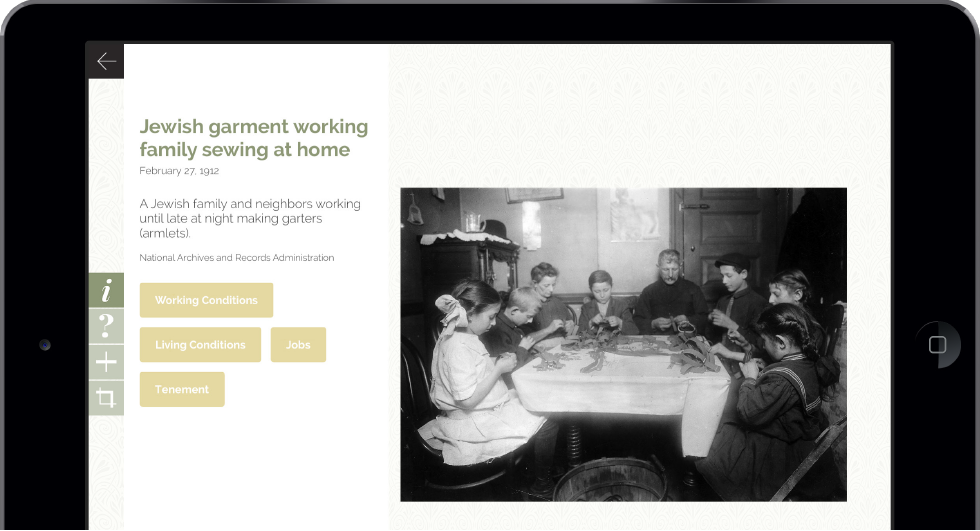 Jewish garment working
family sewing at home
February 27, 1912
A Jewish family and neighbors working
until late at night making garters
(armlets).
National Archives and Records Administration
Working Conditions
Living Conditions
Jobs
Tenement
i
?